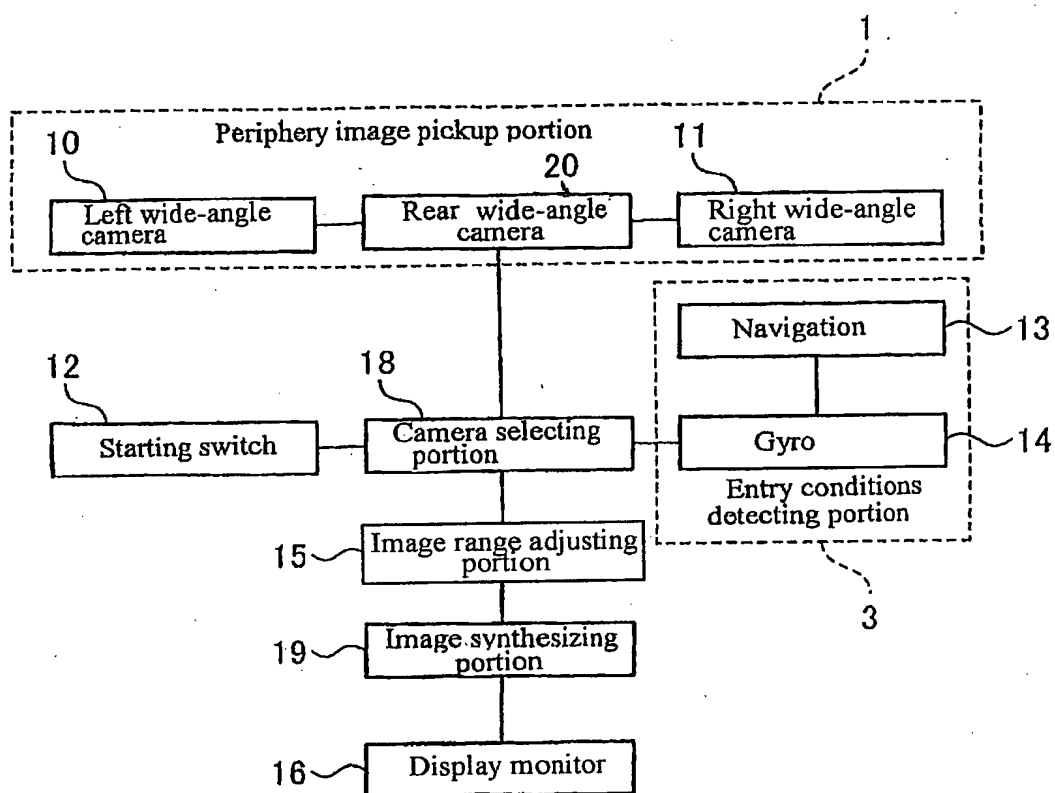 1
Periphery image pickup portion
10
20
11
Left wide-angle
camera
Rear wide-angle
camera
Right wide-angle
camera
Navigation
13
12
18
Starting switch
Camera selecting
portion
Gyro
14
Entry conditions
detecting portion
15
Image range adjusting
portion
3
19
Image synthesizing
portion
16
Display monitor